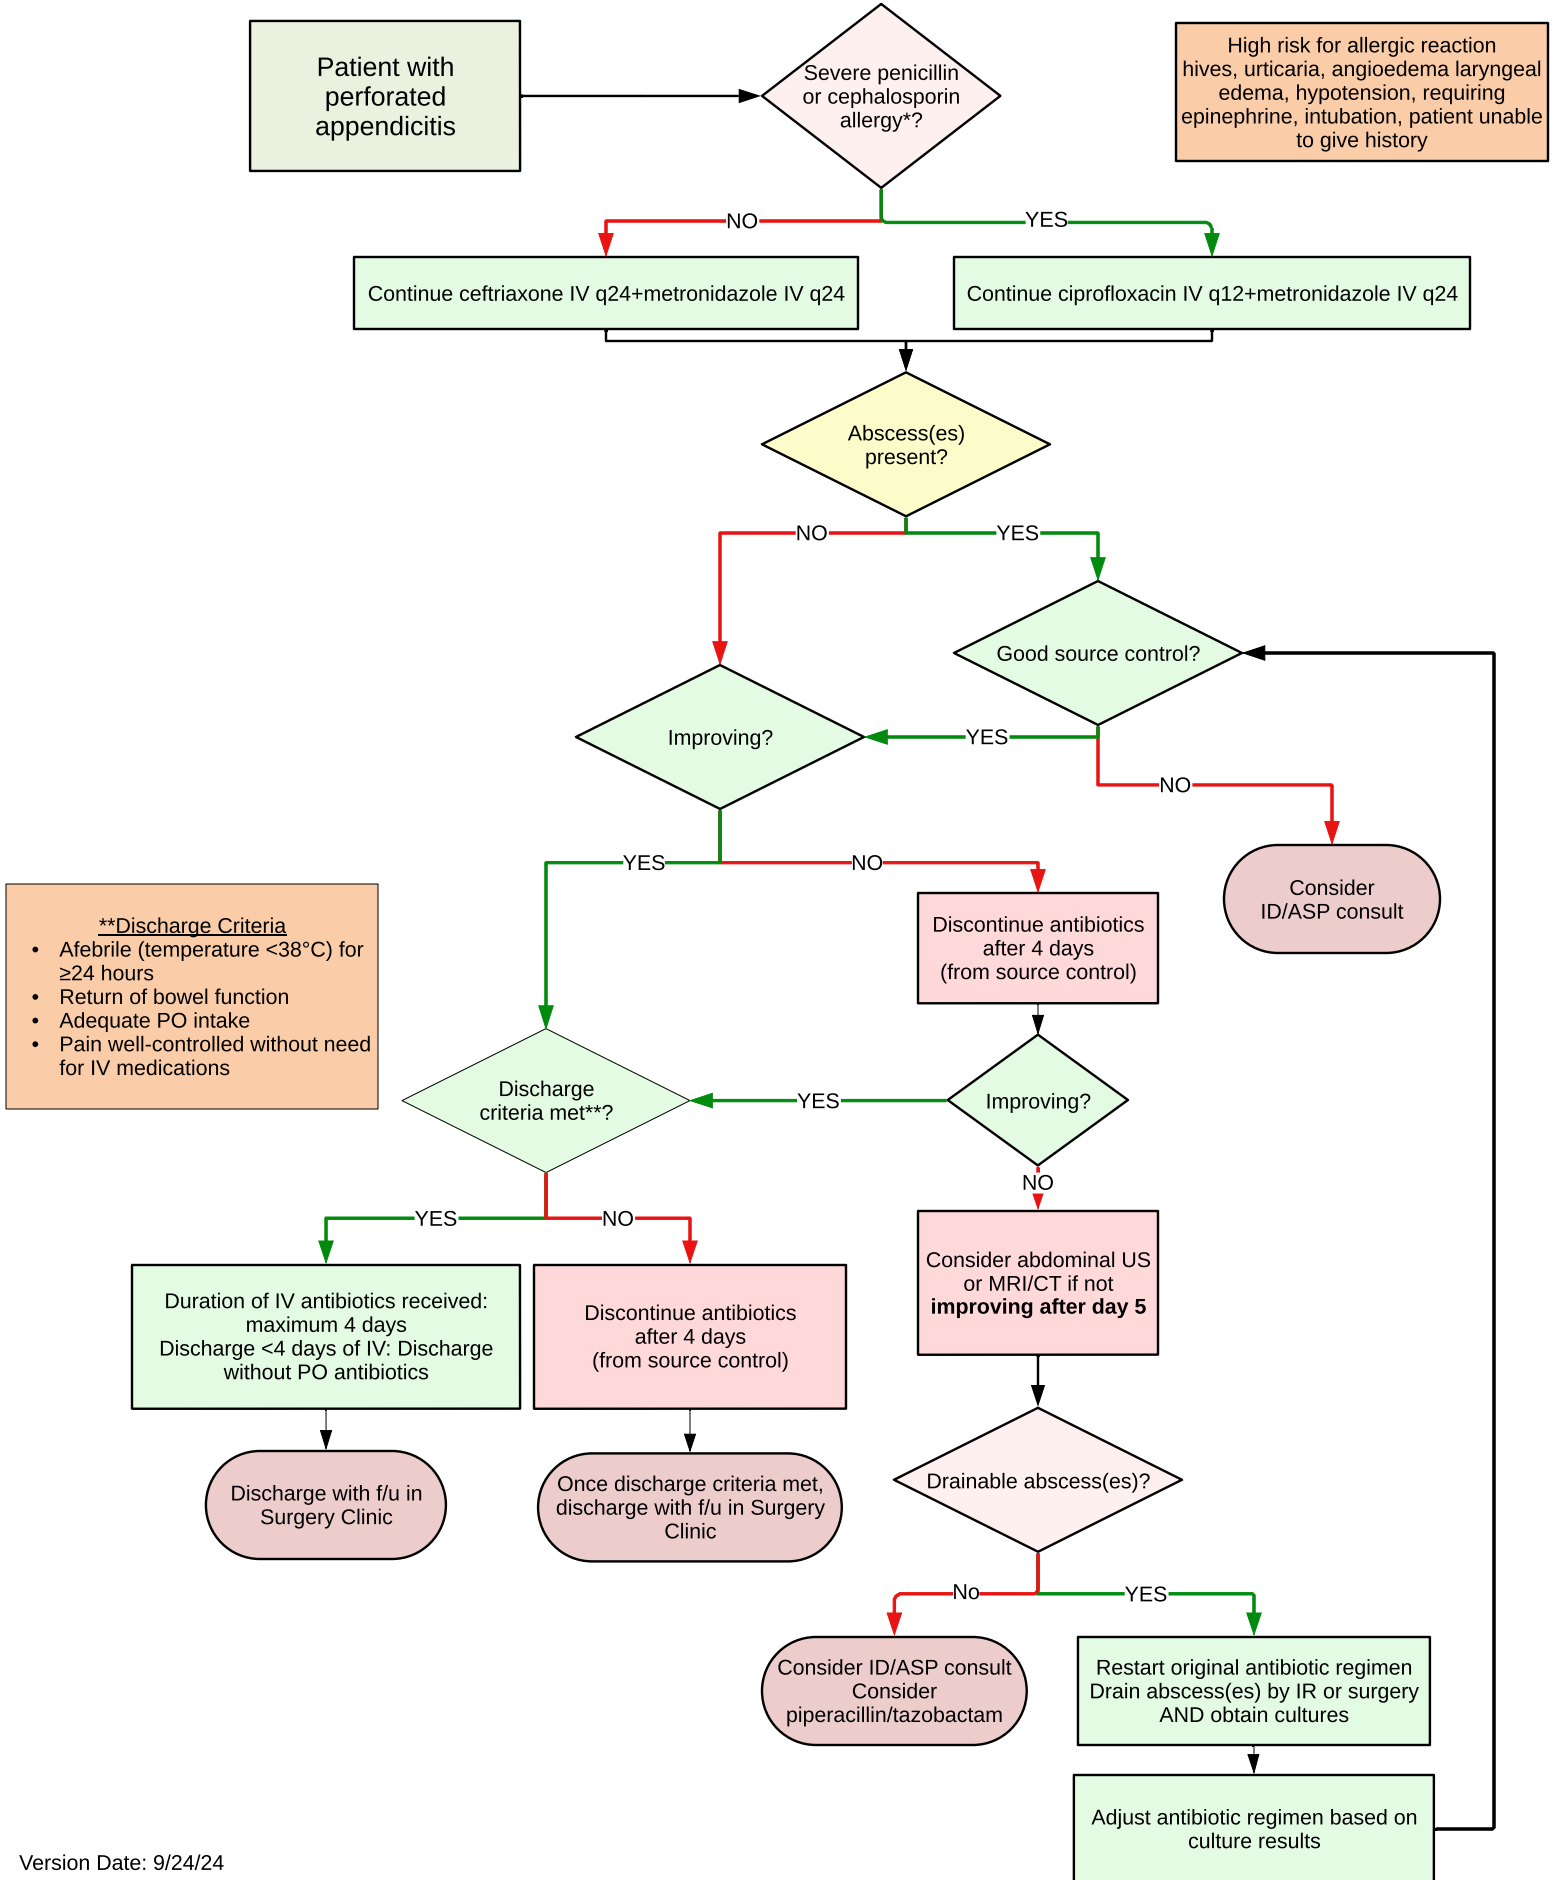 Patient with
perforated
appendicitis
Severe penicillin
or cephalosporin
allergy*?
High risk for allergic reaction
hives, urticaria, angioedema laryngeal
edema, hypotension, requiring
epinephrine, intubation, patient unable
to give history
NO
YES
Continue ceftriaxone IV q24+metronidazole IV q24
Continue ciprofloxacin IV q12+metronidazole IV q24
Abscess(es)
present?
NO
YES
Good source control?
Improving?
YES
NO
Consider
ID/ASP consult
YES
NO
Discontinue antibiotics
after 4 days
(from source control)
**Discharge Criteria
• Afebrile (temperature <38°C) for
≥24 hours
• Return of bowel function
• Adequate PO intake
• Pain well-controlled without need
for IV medications
Discharge
criteria met**?
YES
Improving?
NO
YES
NO
Consider abdominal US
or MRI/CT if not
improving after day 5
Duration of IV antibiotics received:
maximum 4 days
Discharge <4 days of IV: Discharge
without PO antibiotics
Discontinue antibiotics
after 4 days
(from source control)
Discharge with f/u in
Surgery Clinic
Once discharge criteria met,
discharge with f/u in Surgery
Clinic
Drainable abscess(es)?
No
YES
Consider ID/ASP consult
Consider
piperacillin/tazobactam
Restart original antibiotic regimen
Drain abscess(es) by IR or surgery
AND obtain cultures
Adjust antibiotic regimen based on
culture results
Version Date: 9/24/24